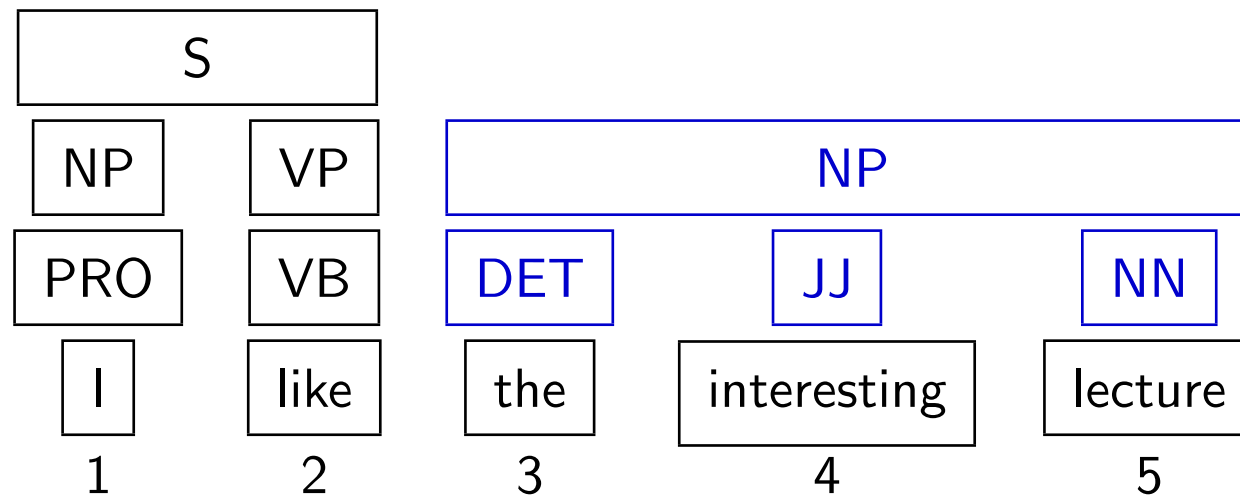 S
NP VP NP
PRO VB DET JJ NN
I like the interesting lecture
1 2 3 4 5